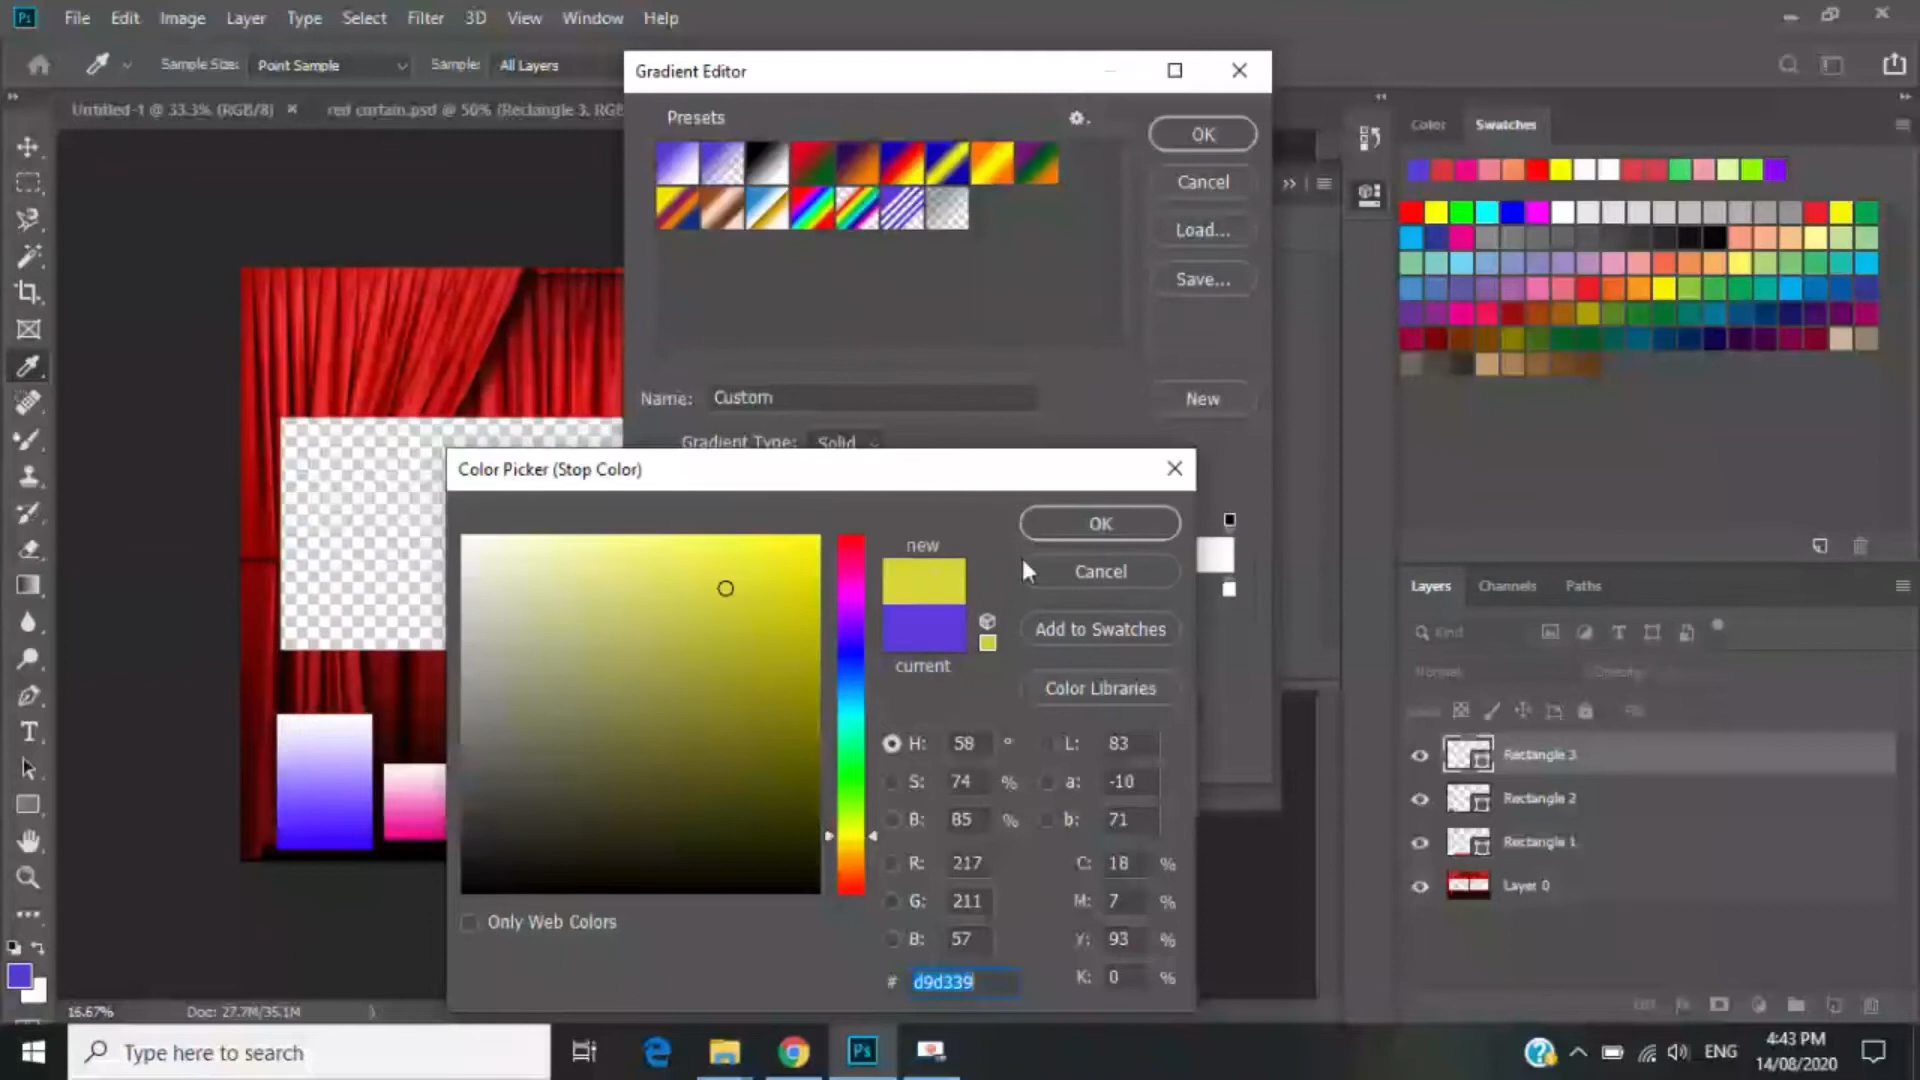 Ps File Edit Image Layer Type Select Filter 3D View Window Help
Sample Size: Point Sample Sample: All Layers
Untitled-1 @ 33.3% (RGB/8) × red curtain.psd @ 50% (Rectangle 3, RGB
Gradient Editor
Presets
OK
Cancel
Load...
Save...
Name: Custom
New
Gradient Type: Solid
Color Picker (Stop Color)
new
current
OK
Cancel
Add to Swatches
Color Libraries
H: 58 ° L: 83
S: 74 % a: -10
B: 85 % b: 71
R: 217 C: 18 %
G: 211 M: 7 %
B: 57 Y: 93 %
# d9d339 K: 0 %
Only Web Colors
Color Swatches
Layers Channels Paths
Kind
Normal Opacity:
Rectangle 3
Rectangle 2
Rectangle 1
Layer 0
16.67% Doc: 27.7M/35.1M
Type here to search
Ps
ENG
4:43 PM
14/08/2020